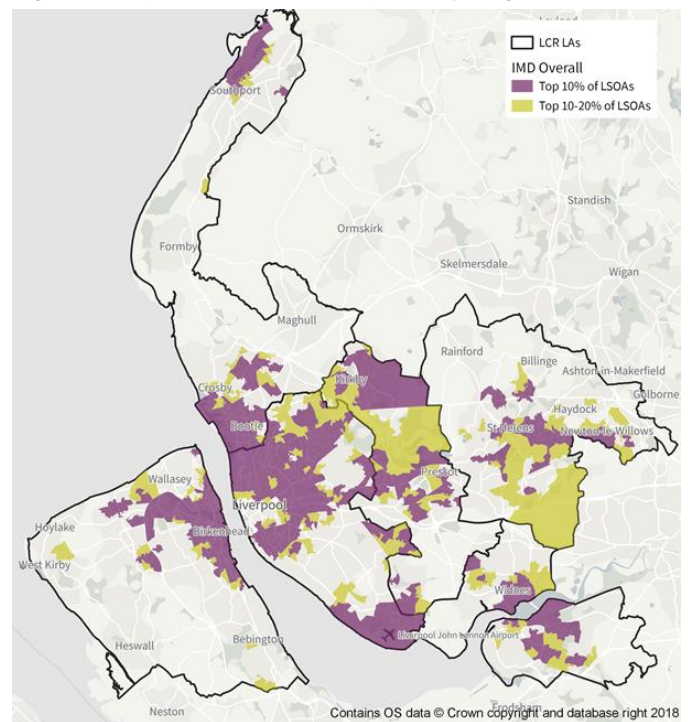 LCR LAs
IMD Overall
Top 10% of LSOAs
Top 10-20% of LSOAs
Leyland
Southport
Standish
Ormskirk
Formby
Skelmersdale
Wigan
Maghull
Rainford
Billinge
Ashton-in-Makerfield
Kirkby
Crosby
Golborne
Haydock
Bootle
St Helens
Newton-le-Willows
Prescot
Wallasey
Liverpool
Hoylake
Birkenhead
West Kirby
Widnes
Liverpool John Lennon Airport
Heswall
Bebington
Frodsham
Neston
Contains OS data © Crown copyright and database right 2018